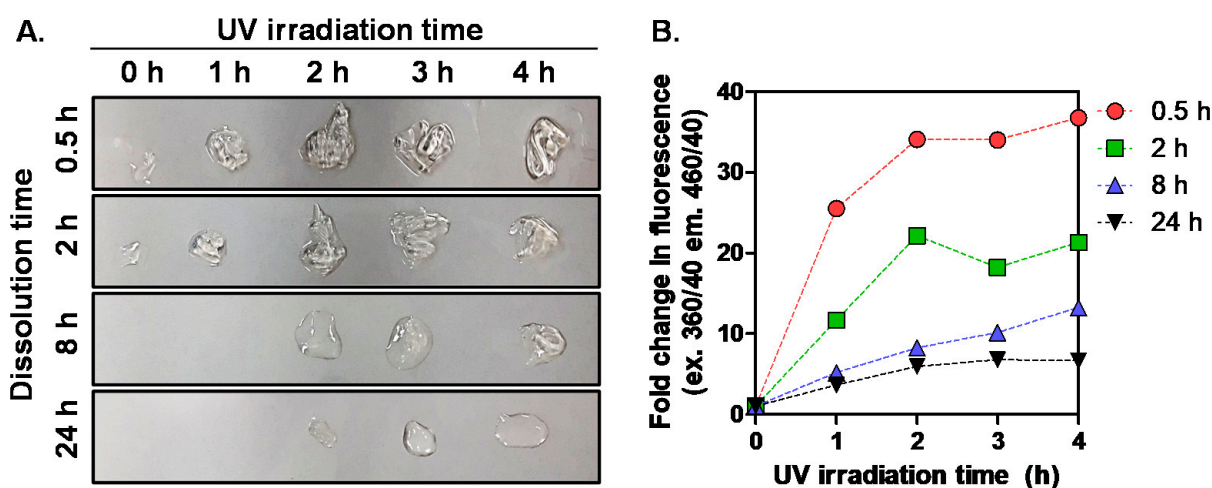 A.
UV irradiation time
0 h 1 h 2 h 3 h 4 h
Dissolution time
0.5 h
2 h
8 h
24 h
B.
Fold change in fluorescence
(ex. 360/40 em. 460/40)
40
30
20
10
0
0 1 2 3 4
UV irradiation time (h)
0.5 h
2 h
8 h
24 h